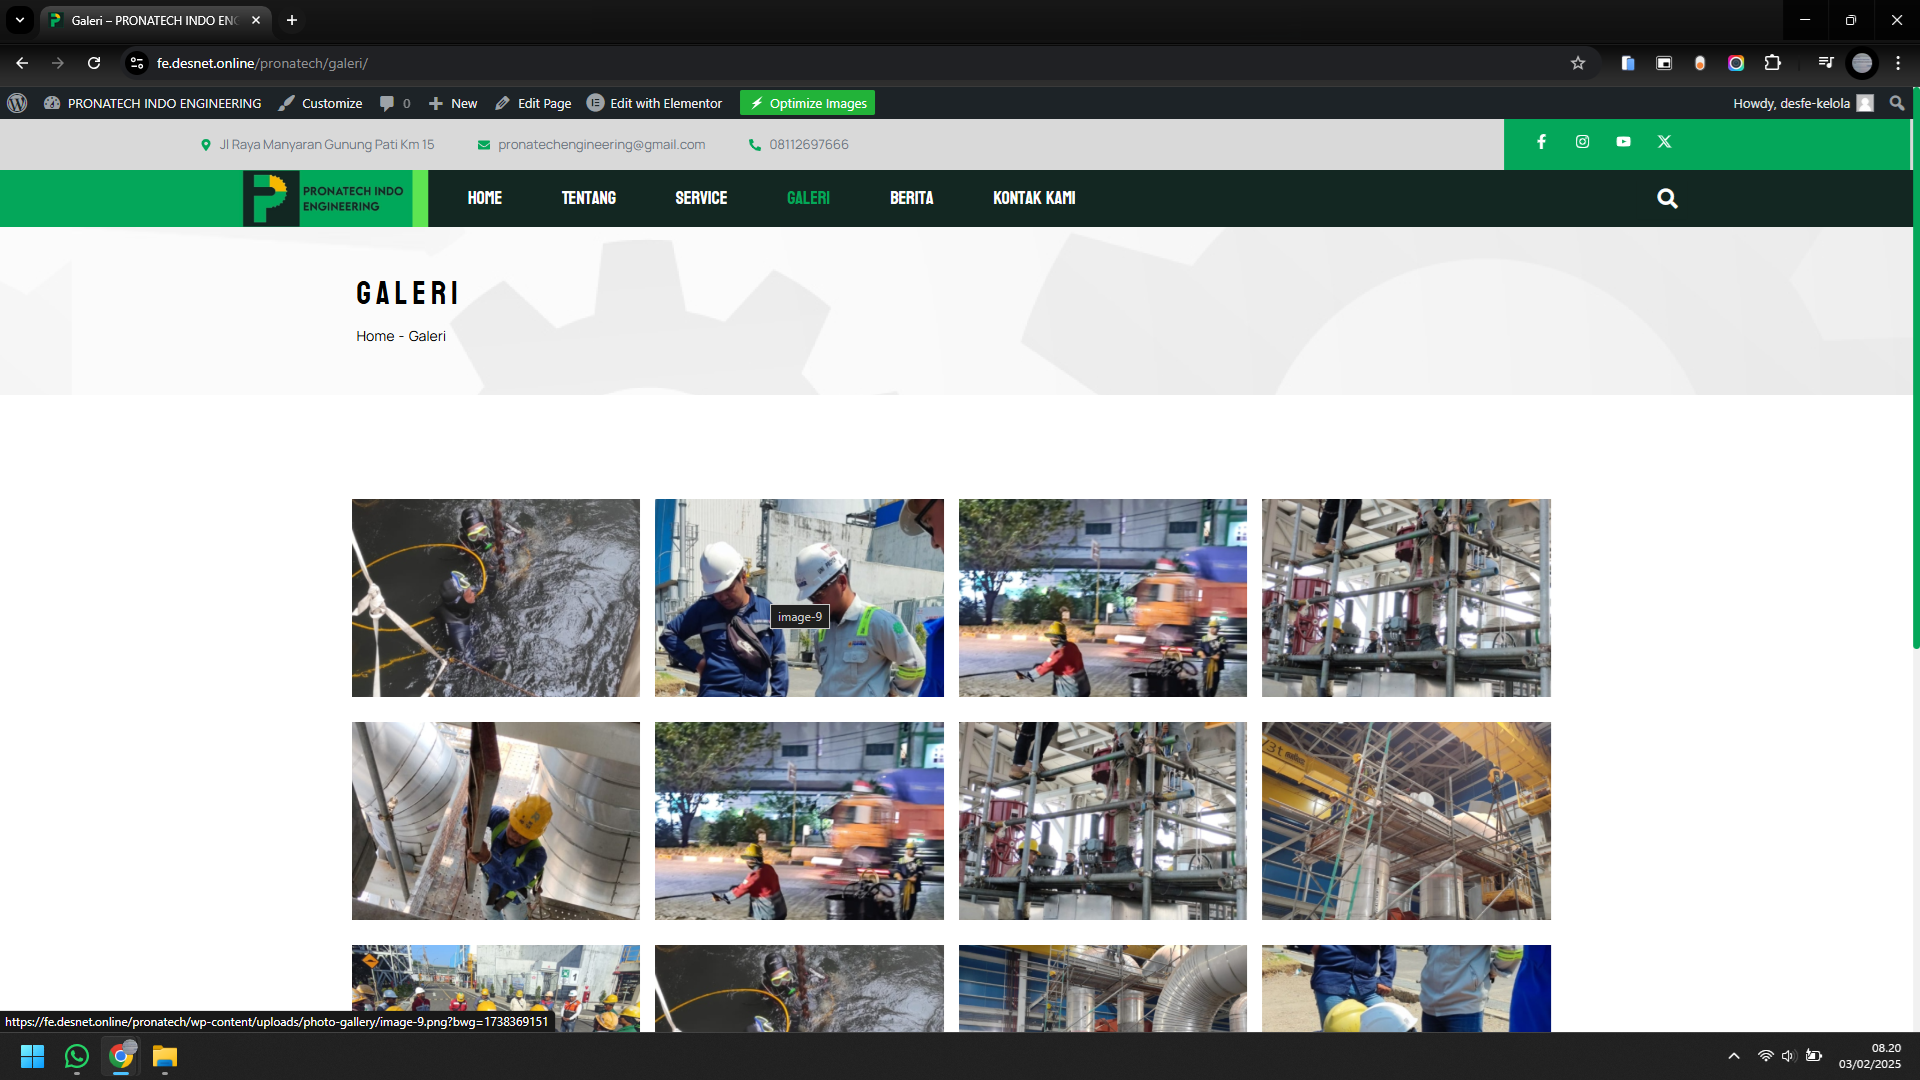 Galeri – PRONATECH INDO ENG
fe.desnet.online/pronatech/galeri/
PRONATECH INDO ENGINEERING
Customize
0
New
Edit Page
Edit with Elementor
Optimize Images
Howdy, desfe-kelola
Jl Raya Manyaran Gunung Pati Km 15
pronatechengineering@gmail.com
08112697666
PRONATECH INDO
ENGINEERING
HOME
TENTANG
SERVICE
GALERI
BERITA
KONTAK KAMI
GALERI
Home - Galeri
image-9
https://fe.desnet.online/pronatech/wp-content/uploads/photo-gallery/image-9.png?bwg=1738369151
08.20
03/02/2025